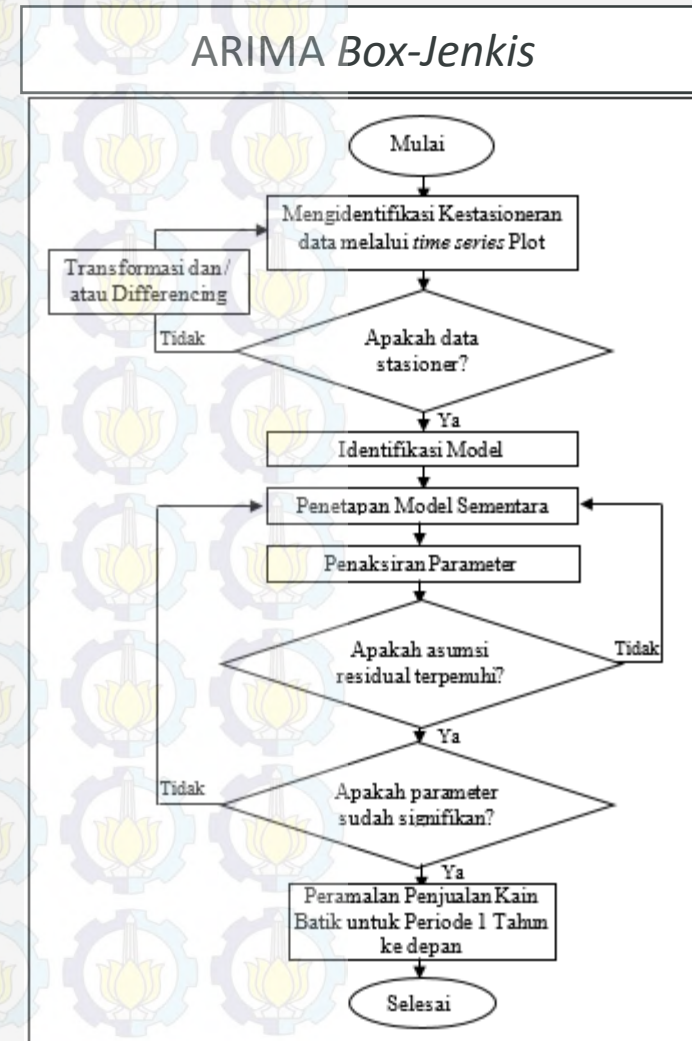 ARIMA Box-Jenkis
Mulai
Mengidentifikasi Kestasioneran
data melalui time series Plot
Transformasi dan/
atau Differencing
Tidak
Apakah data
stasioner?
Ya
Identifikasi Model
Penetapan Model Sementara
Penaksiran Parameter
Apakah asumsi
residual terpenuhi?
Tidak
Ya
Tidak
Apakah parameter
sudah signifikan?
Ya
Peramalan Penjualan Kain
Batik untuk Periode 1 Tahun
ke depan
Selesai